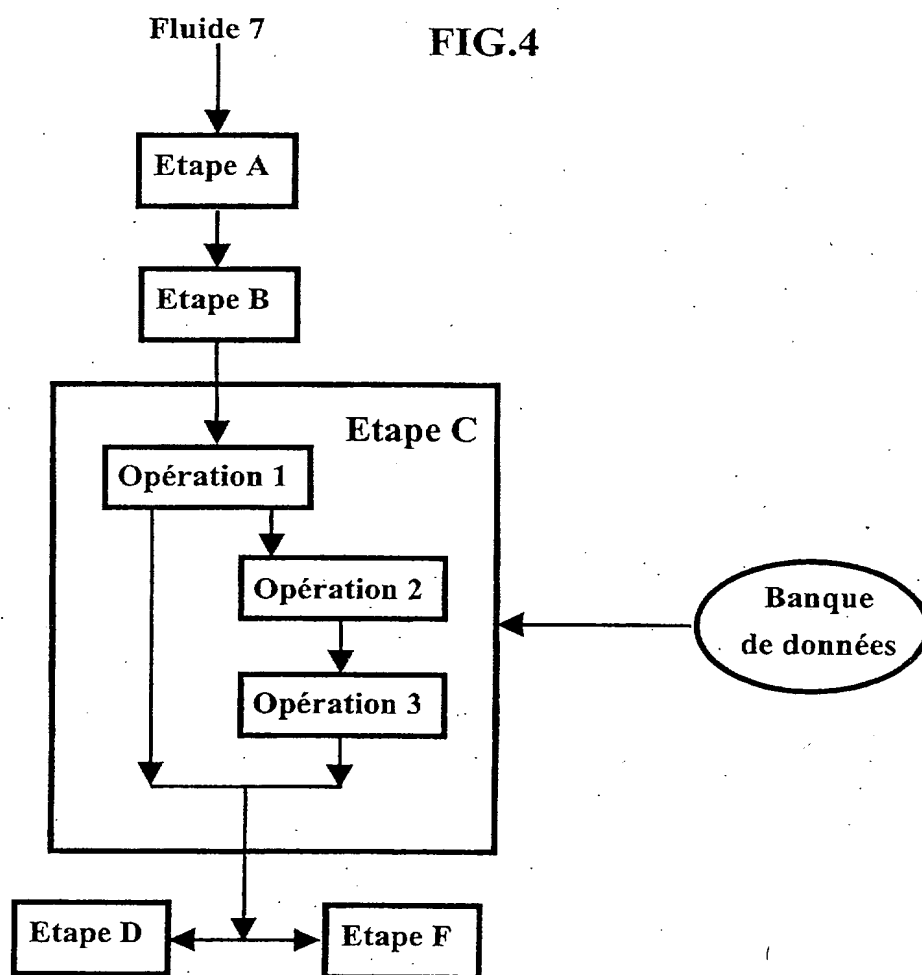 Fluide 7
FIG.4
Etape A
Etape B
Etape C
Opération 1
Opération 2
Opération 3
Banque
de données
Etape D
Etape F